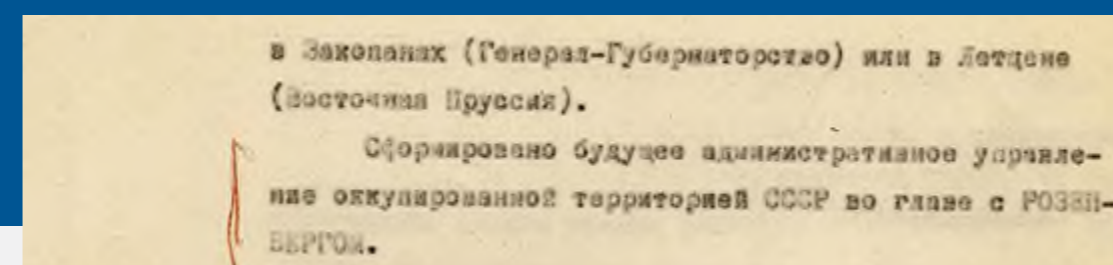 в Закопанах (Генерал-Губернаторство) или в Летцене
(Восточная Пруссия).
Сформировано будущее административное управле-
ние оккупированной территорией СССР во главе с РОЗЕН-
БЕРГОМ.